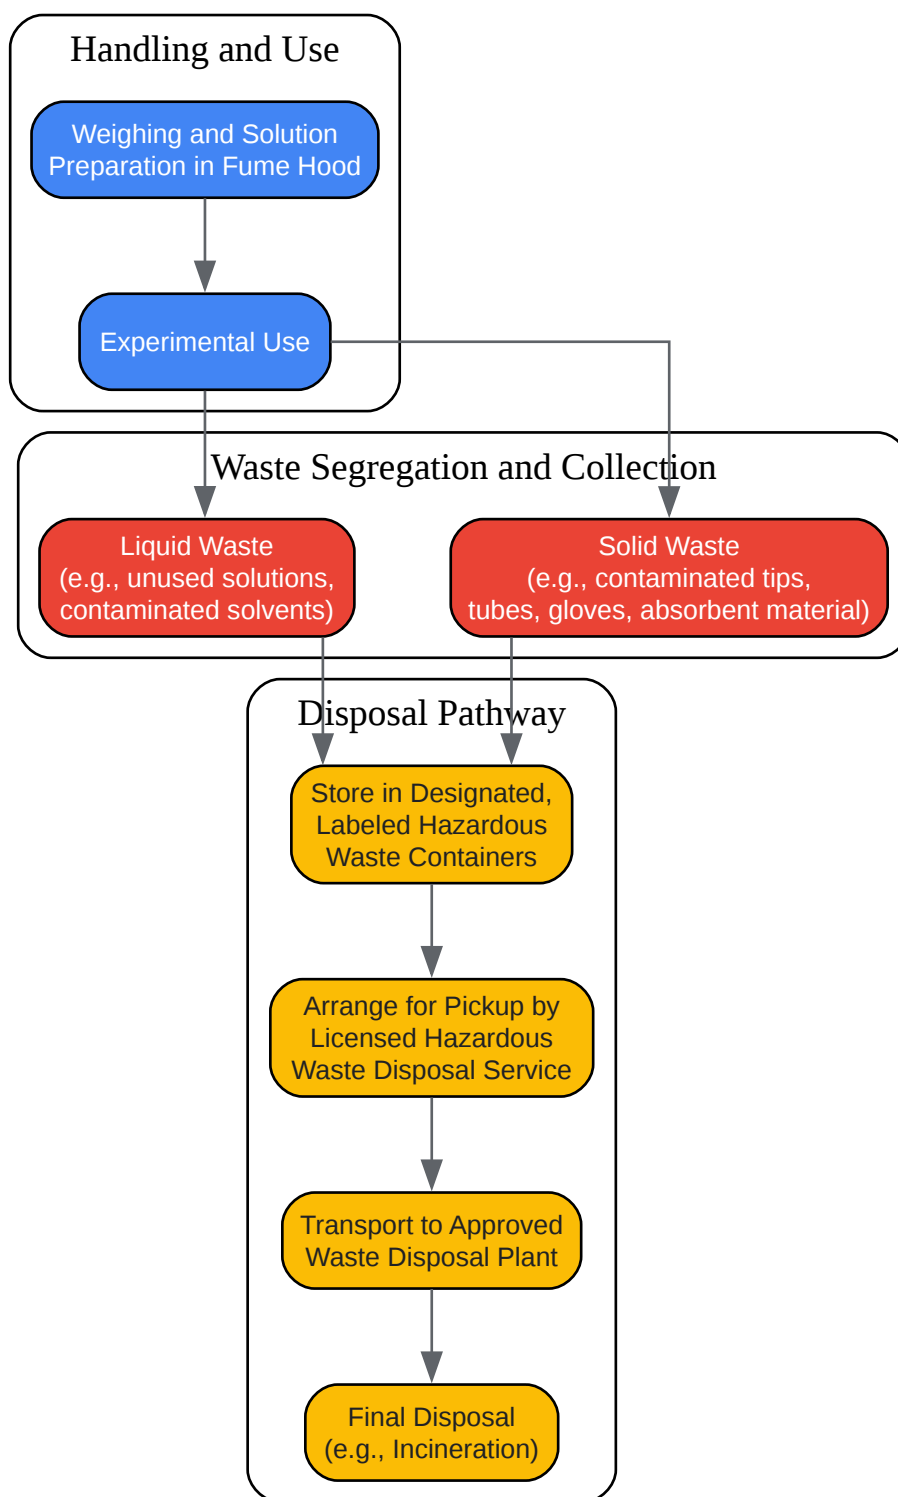 Handling and Use
Weighing and Solution
Preparation in Fume Hood
Experimental Use
Waste Segregation and Collection
Liquid Waste
(e.g., unused solutions,
contaminated solvents)
Solid Waste
(e.g., contaminated tips,
tubes, gloves, absorbent material)
Disposal Pathway
Store in Designated,
Labeled Hazardous
Waste Containers
Arrange for Pickup by
Licensed Hazardous
Waste Disposal Service
Transport to Approved
Waste Disposal Plant
Final Disposal
(e.g., Incineration)